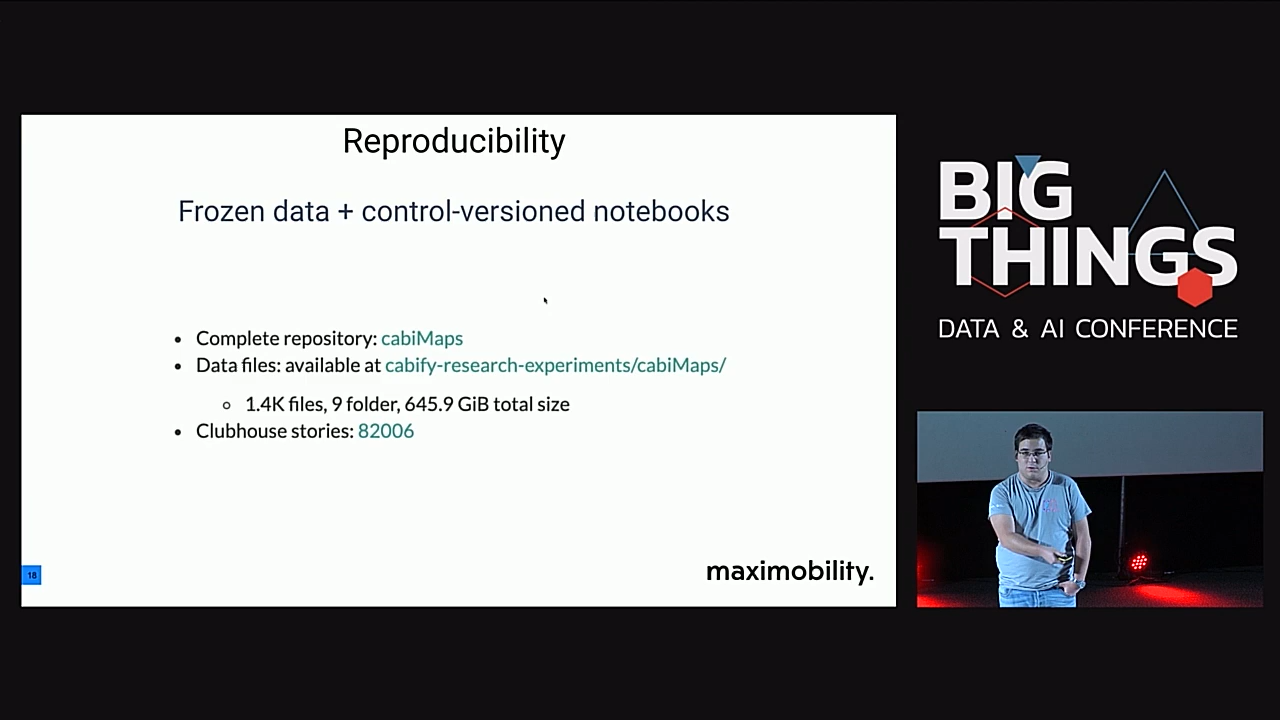 Reproducibility
Frozen data + control-versioned notebooks
• Complete repository: cabiMaps
• Data files: available at cabify-research-experiments/cabiMaps/
◦ 1.4K files, 9 folder, 645.9 GiB total size
• Clubhouse stories: 82006
18
maximobility.
BIG
THINGS
DATA & AI CONFERENCE